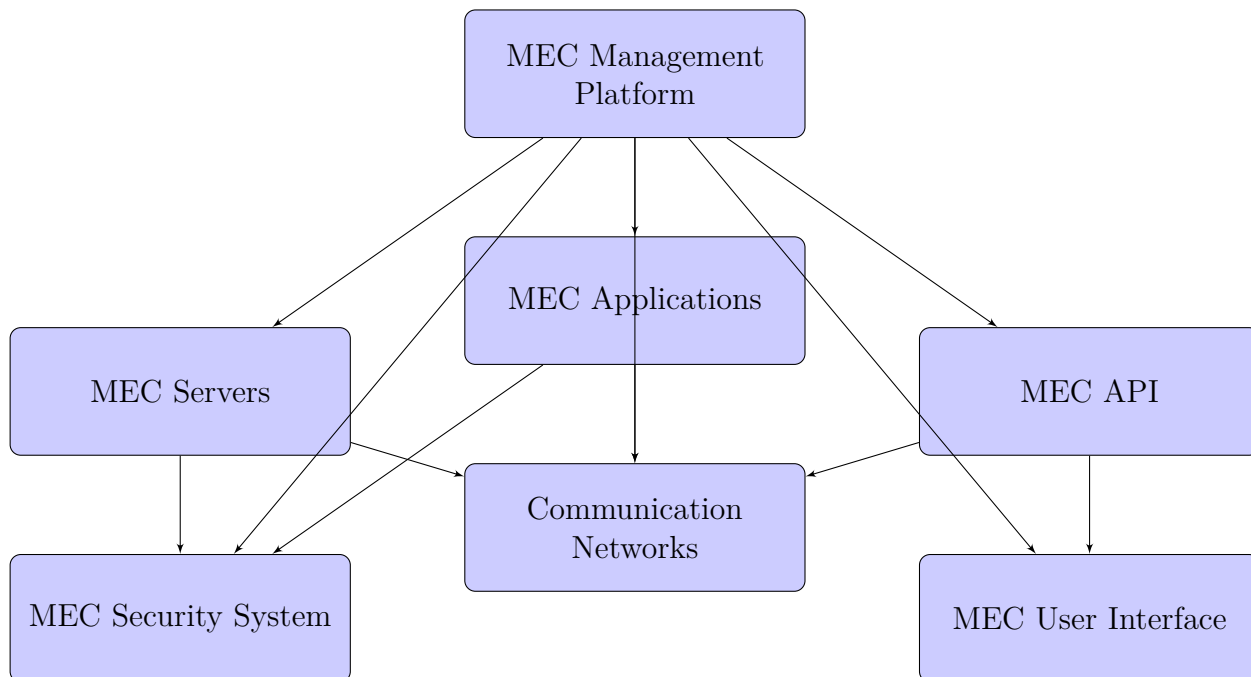 MEC Management
Platform
MEC Applications
MEC Servers
MEC API
Communication
Networks
MEC Security System
MEC User Interface